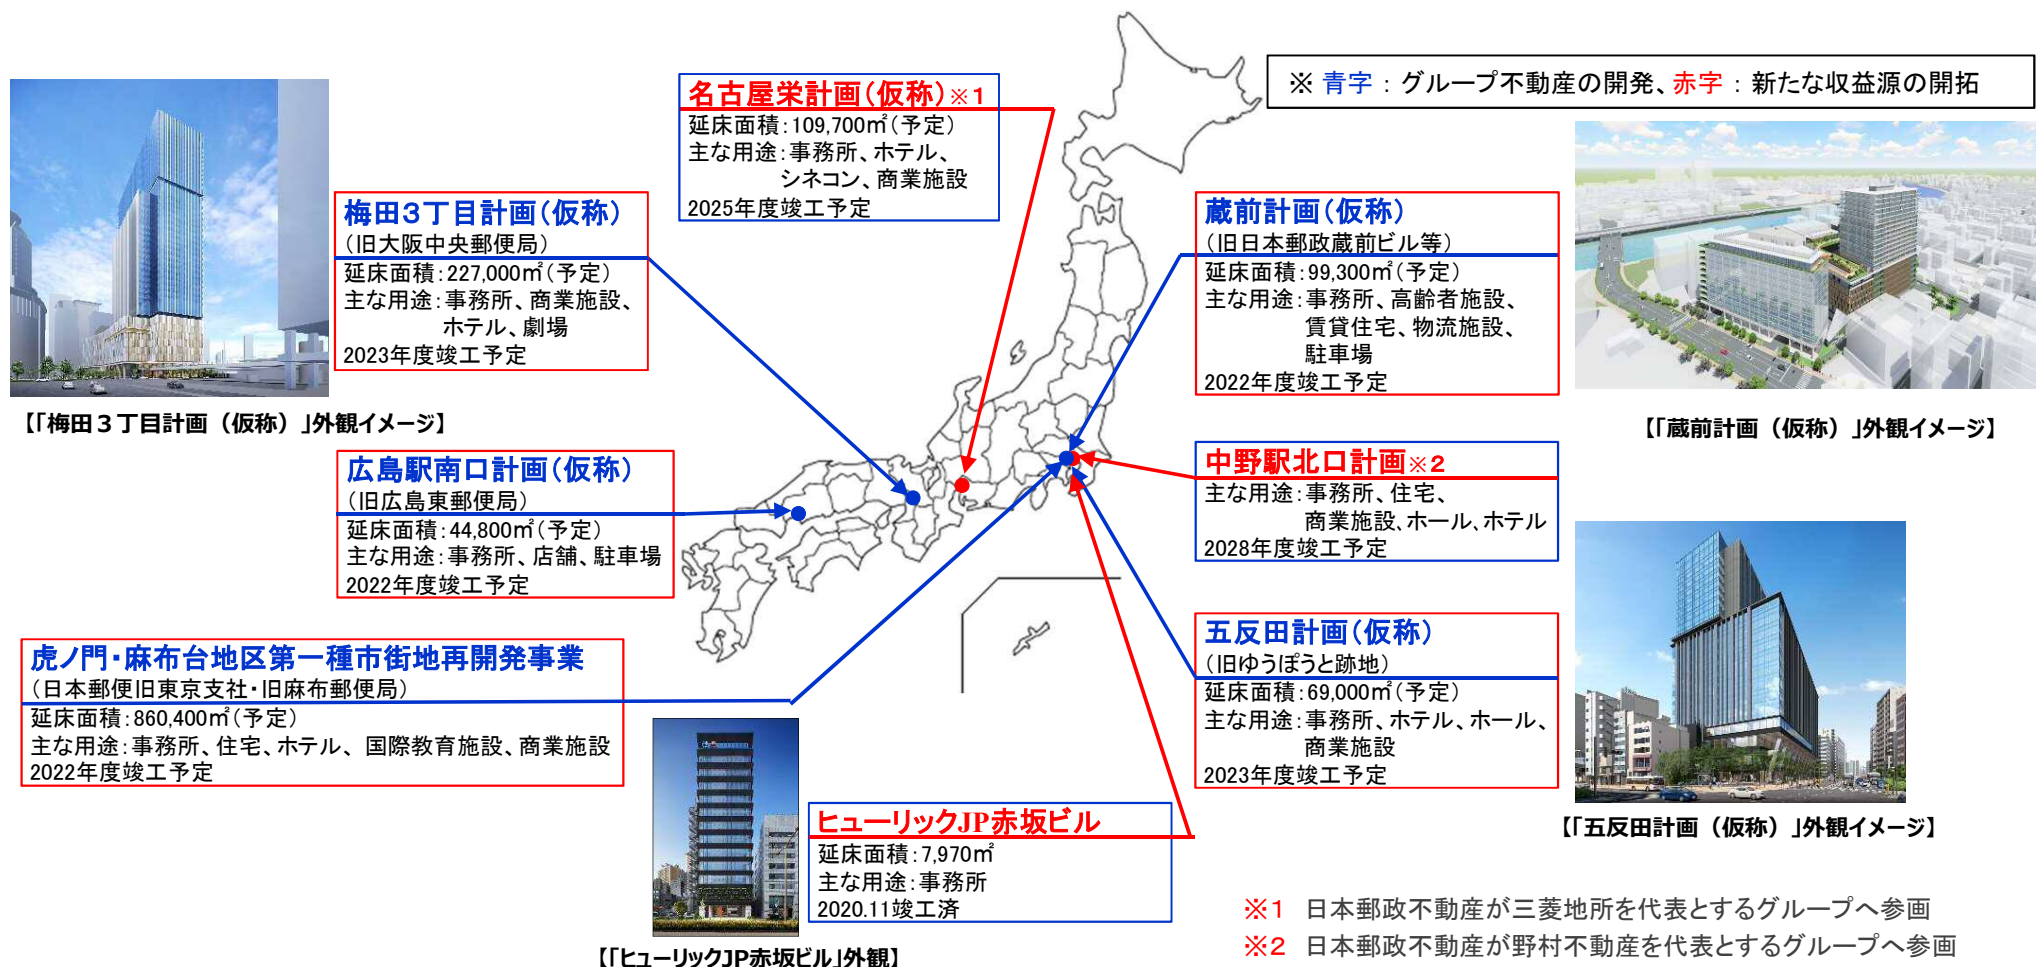 ※ 青字：グループ不動産の開発、赤字：新たな収益源の開拓
名古屋栄計画(仮称)※1
延床面積：109,700㎡(予定)
主な用途：事務所、ホテル、
シネコン、商業施設
2025年度竣工予定
梅田3丁目計画(仮称)
(旧大阪中央郵便局)
延床面積：227,000㎡(予定)
主な用途：事務所、商業施設、
ホテル、劇場
2023年度竣工予定
【「梅田3丁目計画（仮称）」外観イメージ】
蔵前計画(仮称)
(旧日本郵政蔵前ビル等)
延床面積：99,300㎡(予定)
主な用途：事務所、高齢者施設、
賃貸住宅、物流施設、
駐車場
2022年度竣工予定
【「蔵前計画（仮称）」外観イメージ】
広島駅南口計画(仮称)
(旧広島東郵便局)
延床面積：44,800㎡(予定)
主な用途：事務所、店舗、駐車場
2022年度竣工予定
中野駅北口計画※2
主な用途：事務所、住宅、
商業施設、ホール、ホテル
2028年度竣工予定
虎ノ門・麻布台地区第一種市街地再開発事業
(日本郵便旧東京支社・旧麻布郵便局)
延床面積：860,400㎡(予定)
主な用途：事務所、住宅、ホテル、国際教育施設、商業施設
2022年度竣工予定
五反田計画(仮称)
(旧ゆうぽうと跡地)
延床面積：69,000㎡(予定)
主な用途：事務所、ホテル、ホール、
商業施設
2023年度竣工予定
【「五反田計画（仮称）」外観イメージ】
ヒューリックJP赤坂ビル
延床面積：7,970㎡
主な用途：事務所
2020.11竣工済
【「ヒューリックJP赤坂ビル」外観】
※1 日本郵政不動産が三菱地所を代表とするグループへ参画
※2 日本郵政不動産が野村不動産を代表とするグループへ参画